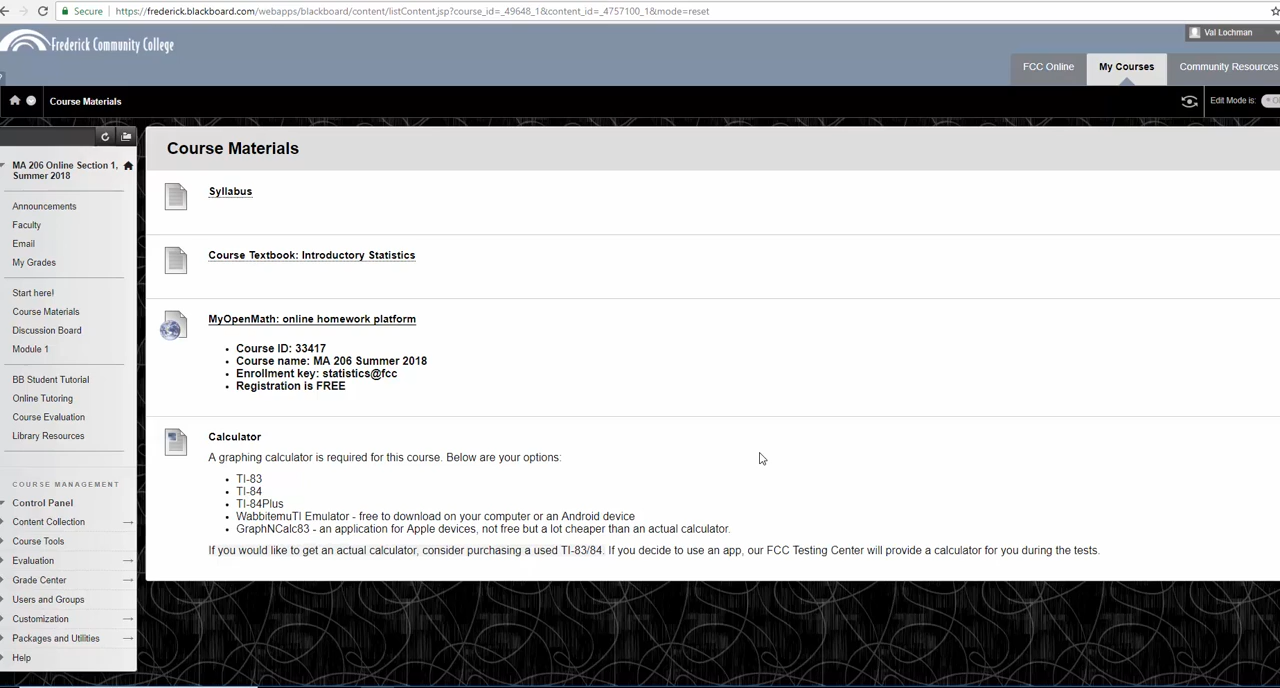 Secure https://frederick.blackboard.com/webapps/blackboard/content/listContent.jsp?course_id=_49648_1&content_id=_4757100_1&mode=reset
Frederick Community College
Val Lochman
FCC Online My Courses Community Resources
Course Materials
Edit Mode is:
MA 206 Online Section 1,
Summer 2018
Announcements
Faculty
Email
My Grades
Start here!
Course Materials
Discussion Board
Module 1
BB Student Tutorial
Online Tutoring
Course Evaluation
Library Resources
COURSE MANAGEMENT
Control Panel
Content Collection
Course Tools
Evaluation
Grade Center
Users and Groups
Customization
Packages and Utilities
Help
Course Materials
Syllabus
Course Textbook: Introductory Statistics
MyOpenMath: online homework platform
Course ID: 33417
Course name: MA 206 Summer 2018
Enrollment key: statistics@fcc
Registration is FREE
Calculator
A graphing calculator is required for this course. Below are your options:
TI-83
TI-84
TI-84Plus
WabbitemuTI Emulator - free to download on your computer or an Android device
GraphNCalc83 - an application for Apple devices, not free but a lot cheaper than an actual calculator.
If you would like to get an actual calculator, consider purchasing a used TI-83/84. If you decide to use an app, our FCC Testing Center will provide a calculator for you during the tests.